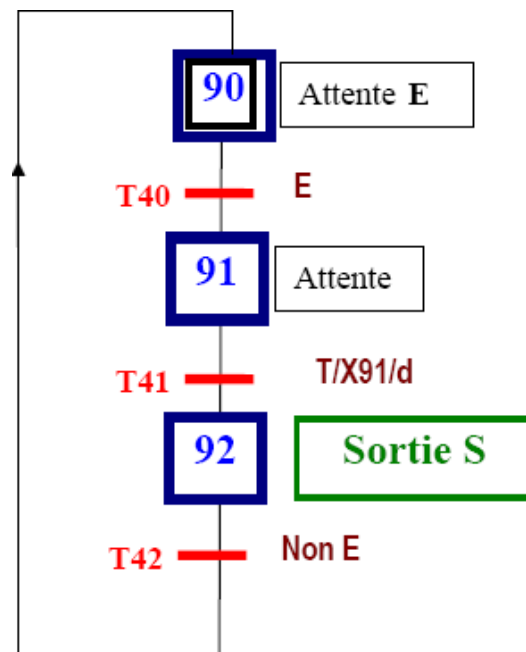 90 Attente E
T40 E
91 Attente
T41 T/X91/d
92 Sortie S
T42 Non E